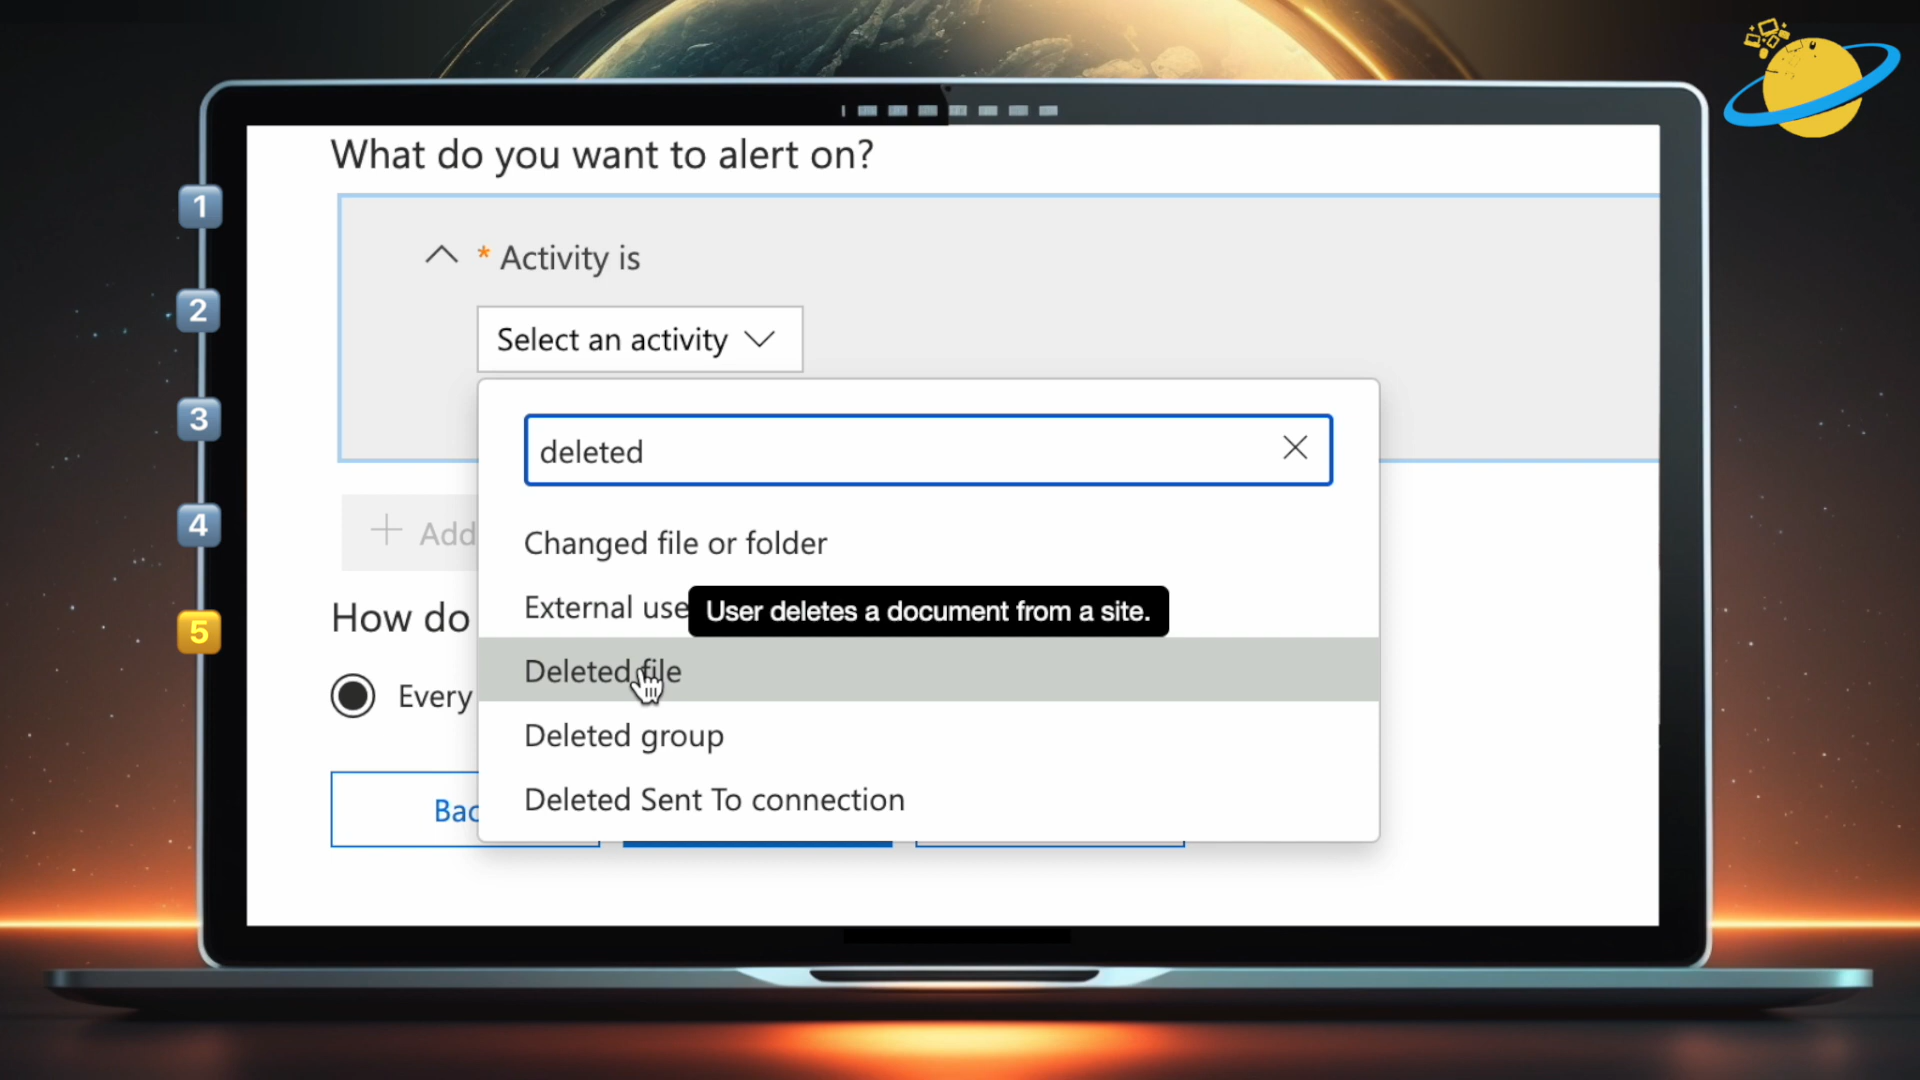 What do you want to alert on?
1
* Activity is
2
Select an activity
3
deleted
4
Add
Changed file or folder
How do
External use
User deletes a document from a site.
5
Deleted file
Every
Deleted group
Deleted Sent To connection